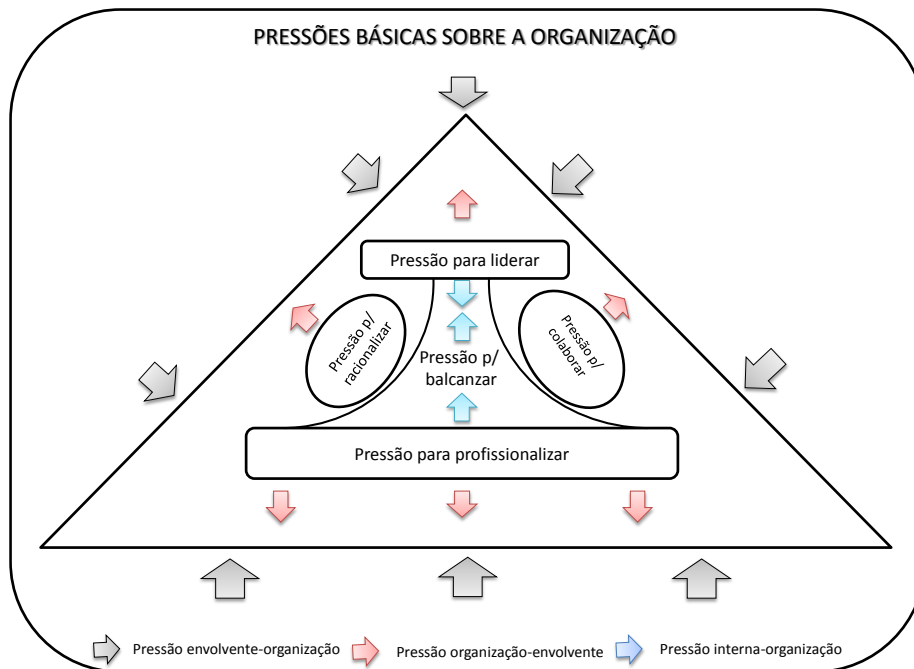 PRESSÕES BÁSICAS SOBRE A ORGANIZAÇÃO
Pressão para liderar
Pressão p/
racionalizar
Pressão p/
balcanzar
Pressão p/
colaborar
Pressão para profissionalizar
Pressão envolvente-organização
Pressão organização-envolvente
Pressão interna-organização